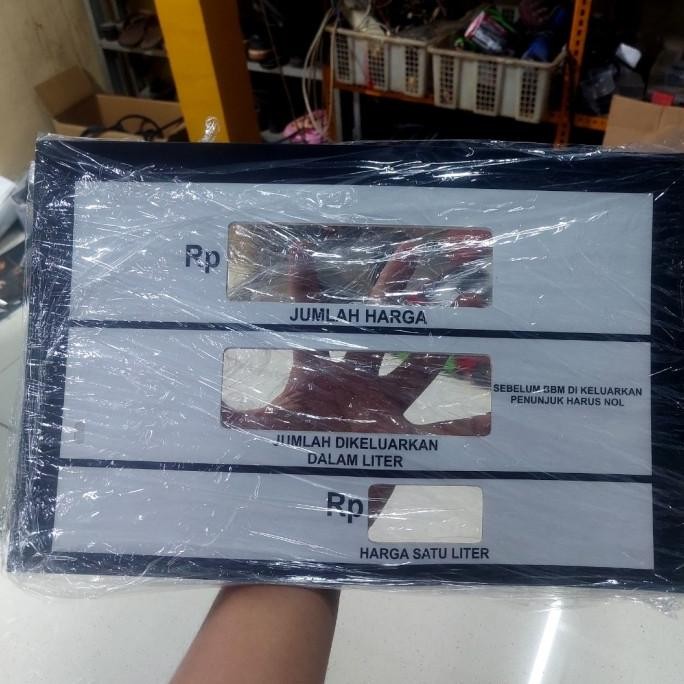 Rp
JUMLAH HARGA
SEBELUM BBM DI KELUARKAN
PENUNJUK HARUS NOL
JUMLAH DIKELUARKAN
DALAM LITER
Rp
HARGA SATU LITER